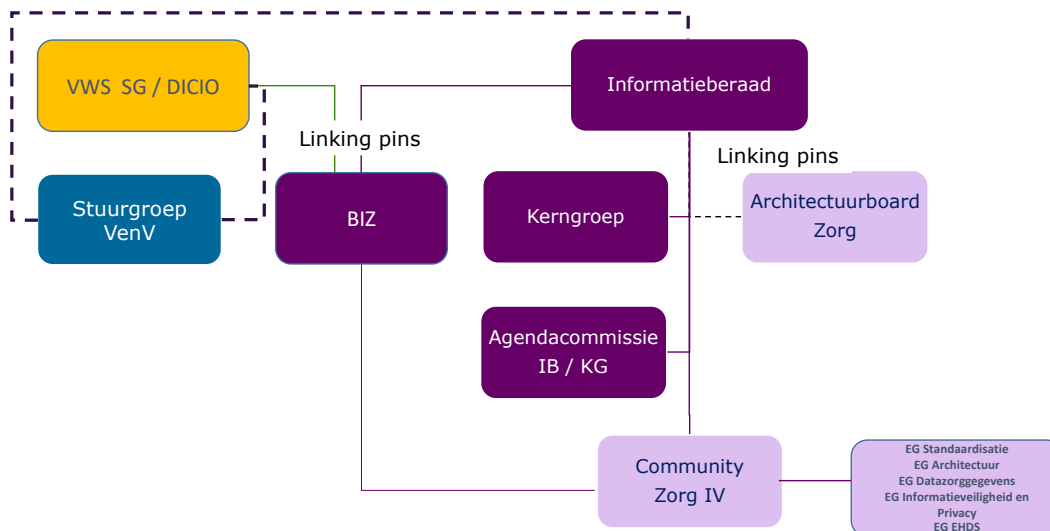 VWS SG / DICIO
Informatieberaad
Linking pins
Linking pins
Stuurgroep
VenV
BIZ
Kerngroep
Architectuurboard
Zorg
Agendacommissie
IB / KG
Community
Zorg IV
EG Standaardisatie
EG Architectuur
EG Datazorggegevens
EG Informatieveiligheid en
Privacy
EG EHDS